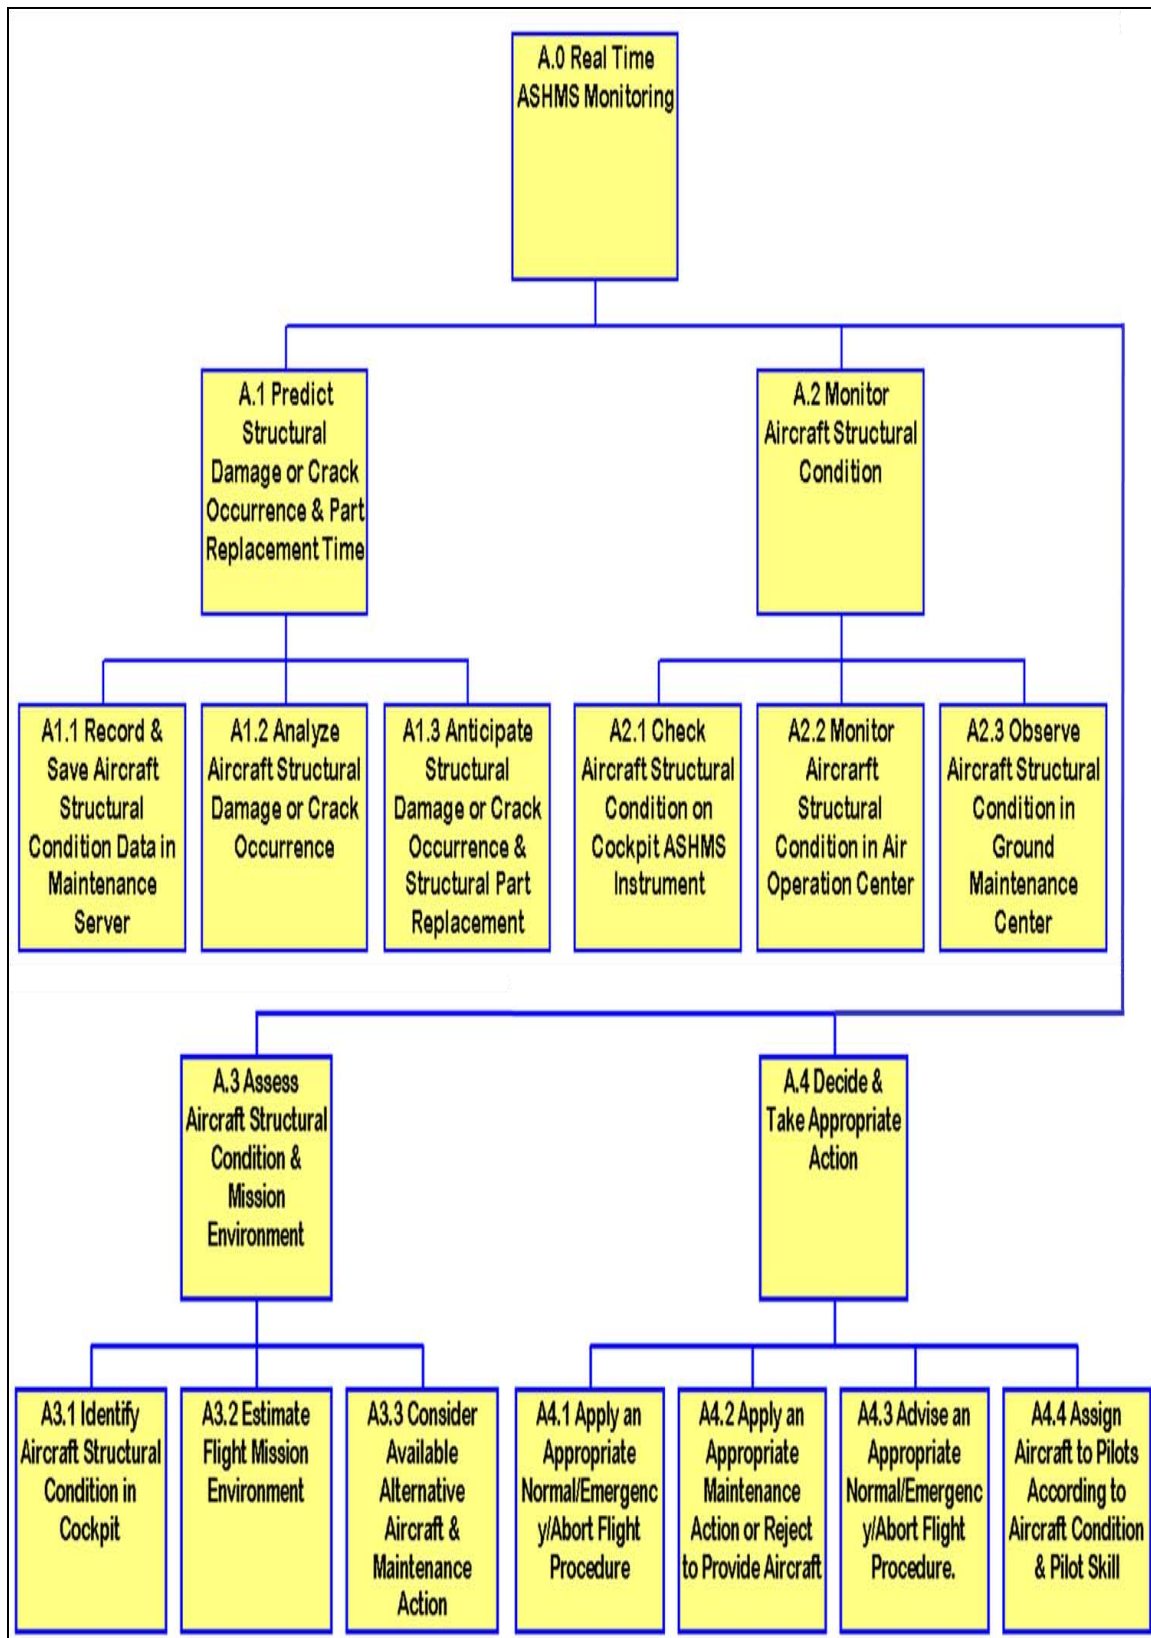 A.0 Real Time
ASHMS Monitoring
A.1 Predict
Structural
Damage or Crack
Occurrence & Part
Replacement Time
A.2 Monitor
Aircraft Structural
Condition
A1.1 Record &
Save Aircraft
Structural
Condition Data in
Maintenance
Server
A1.2 Analyze
Aircraft Structural
Damage or Crack
Occurrence
A1.3 Anticipate
Structural
Damage or Crack
Occurrence &
Structural Part
Replacement
A2.1 Check
Aircraft Structural
Condition on
Cockpit ASHMS
Instrument
A2.2 Monitor
Aircrarft
Structural
Condition in Air
Operation Center
A2.3 Observe
Aircraft Structural
Condition in
Ground
Maintenance
Center
A.3 Assess
Aircraft Structural
Condition &
Mission
Environment
A.4 Decide &
Take Appropriate
Action
A3.1 Identify
Aircraft Structural
Condition in
Cockpit
A3.2 Estimate
Flight Mission
Environment
A3.3 Consider
Available
Alternative
Aircraft &
Maintenance
Action
A4.1 Apply an
Appropriate
Normal/Emergenc
y/Abort Flight
Procedure
A4.2 Apply an
Appropriate
Maintenance
Action or Reject
to Provide Aircraft
A4.3 Advise an
Appropriate
Normal/Emergenc
y/Abort Flight
Procedure.
A4.4 Assign
Aircraft to Pilots
According to
Aircraft Condition
& Pilot Skill